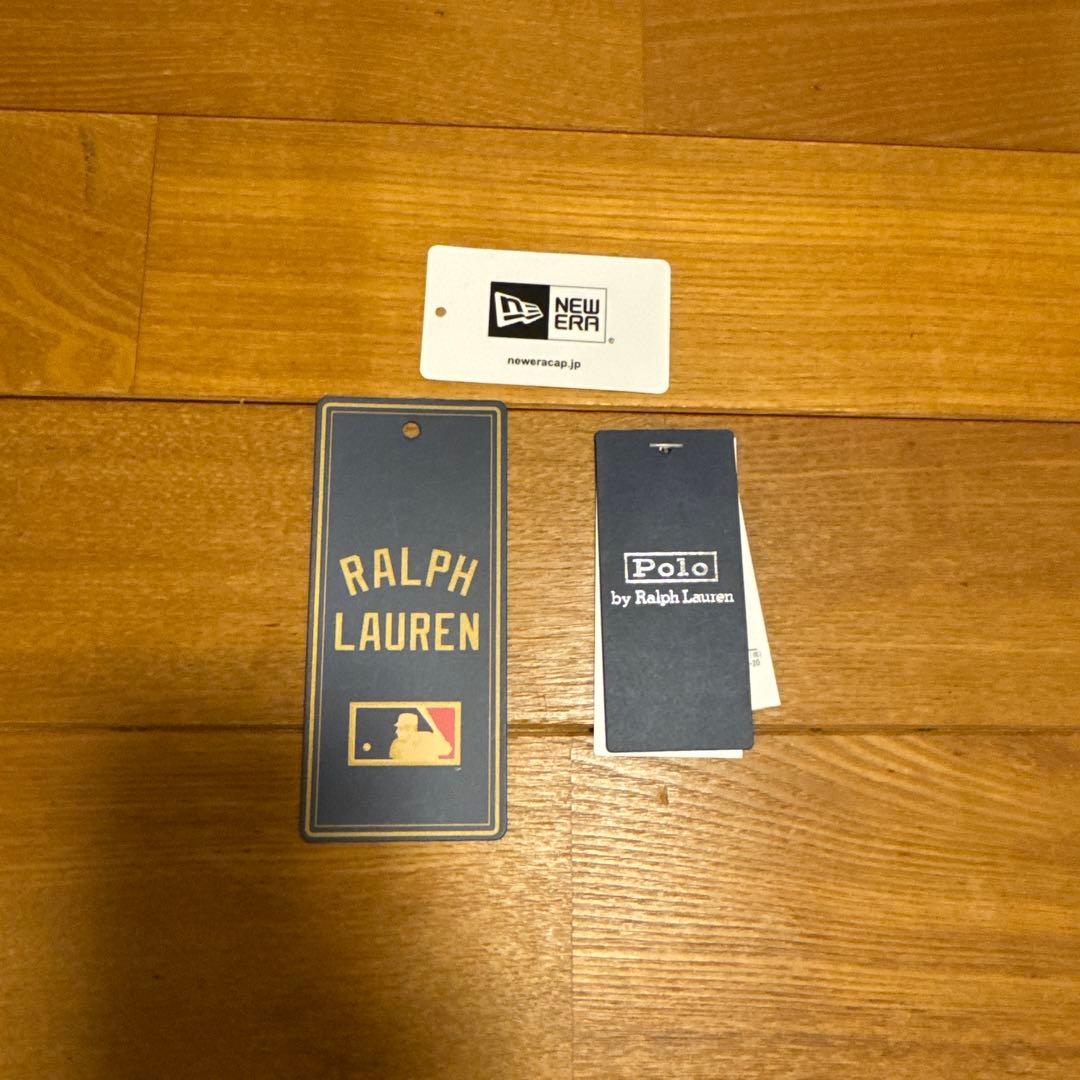 NEW
ERA
®
neweracap.jp
RALPH
LAUREN
Polo
by Ralph Lauren